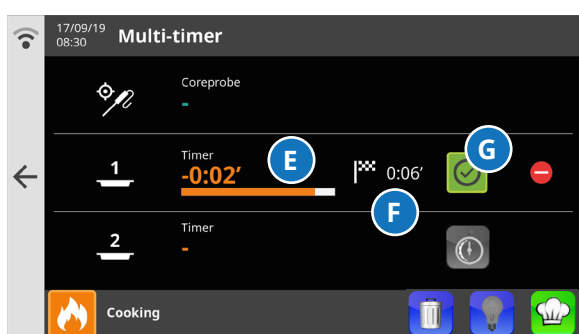 17/09/19
08:30
Multi-timer
Coreprobe
-
1
Timer
-0:02'
E
0:06'
G
F
2
Timer
-
Cooking